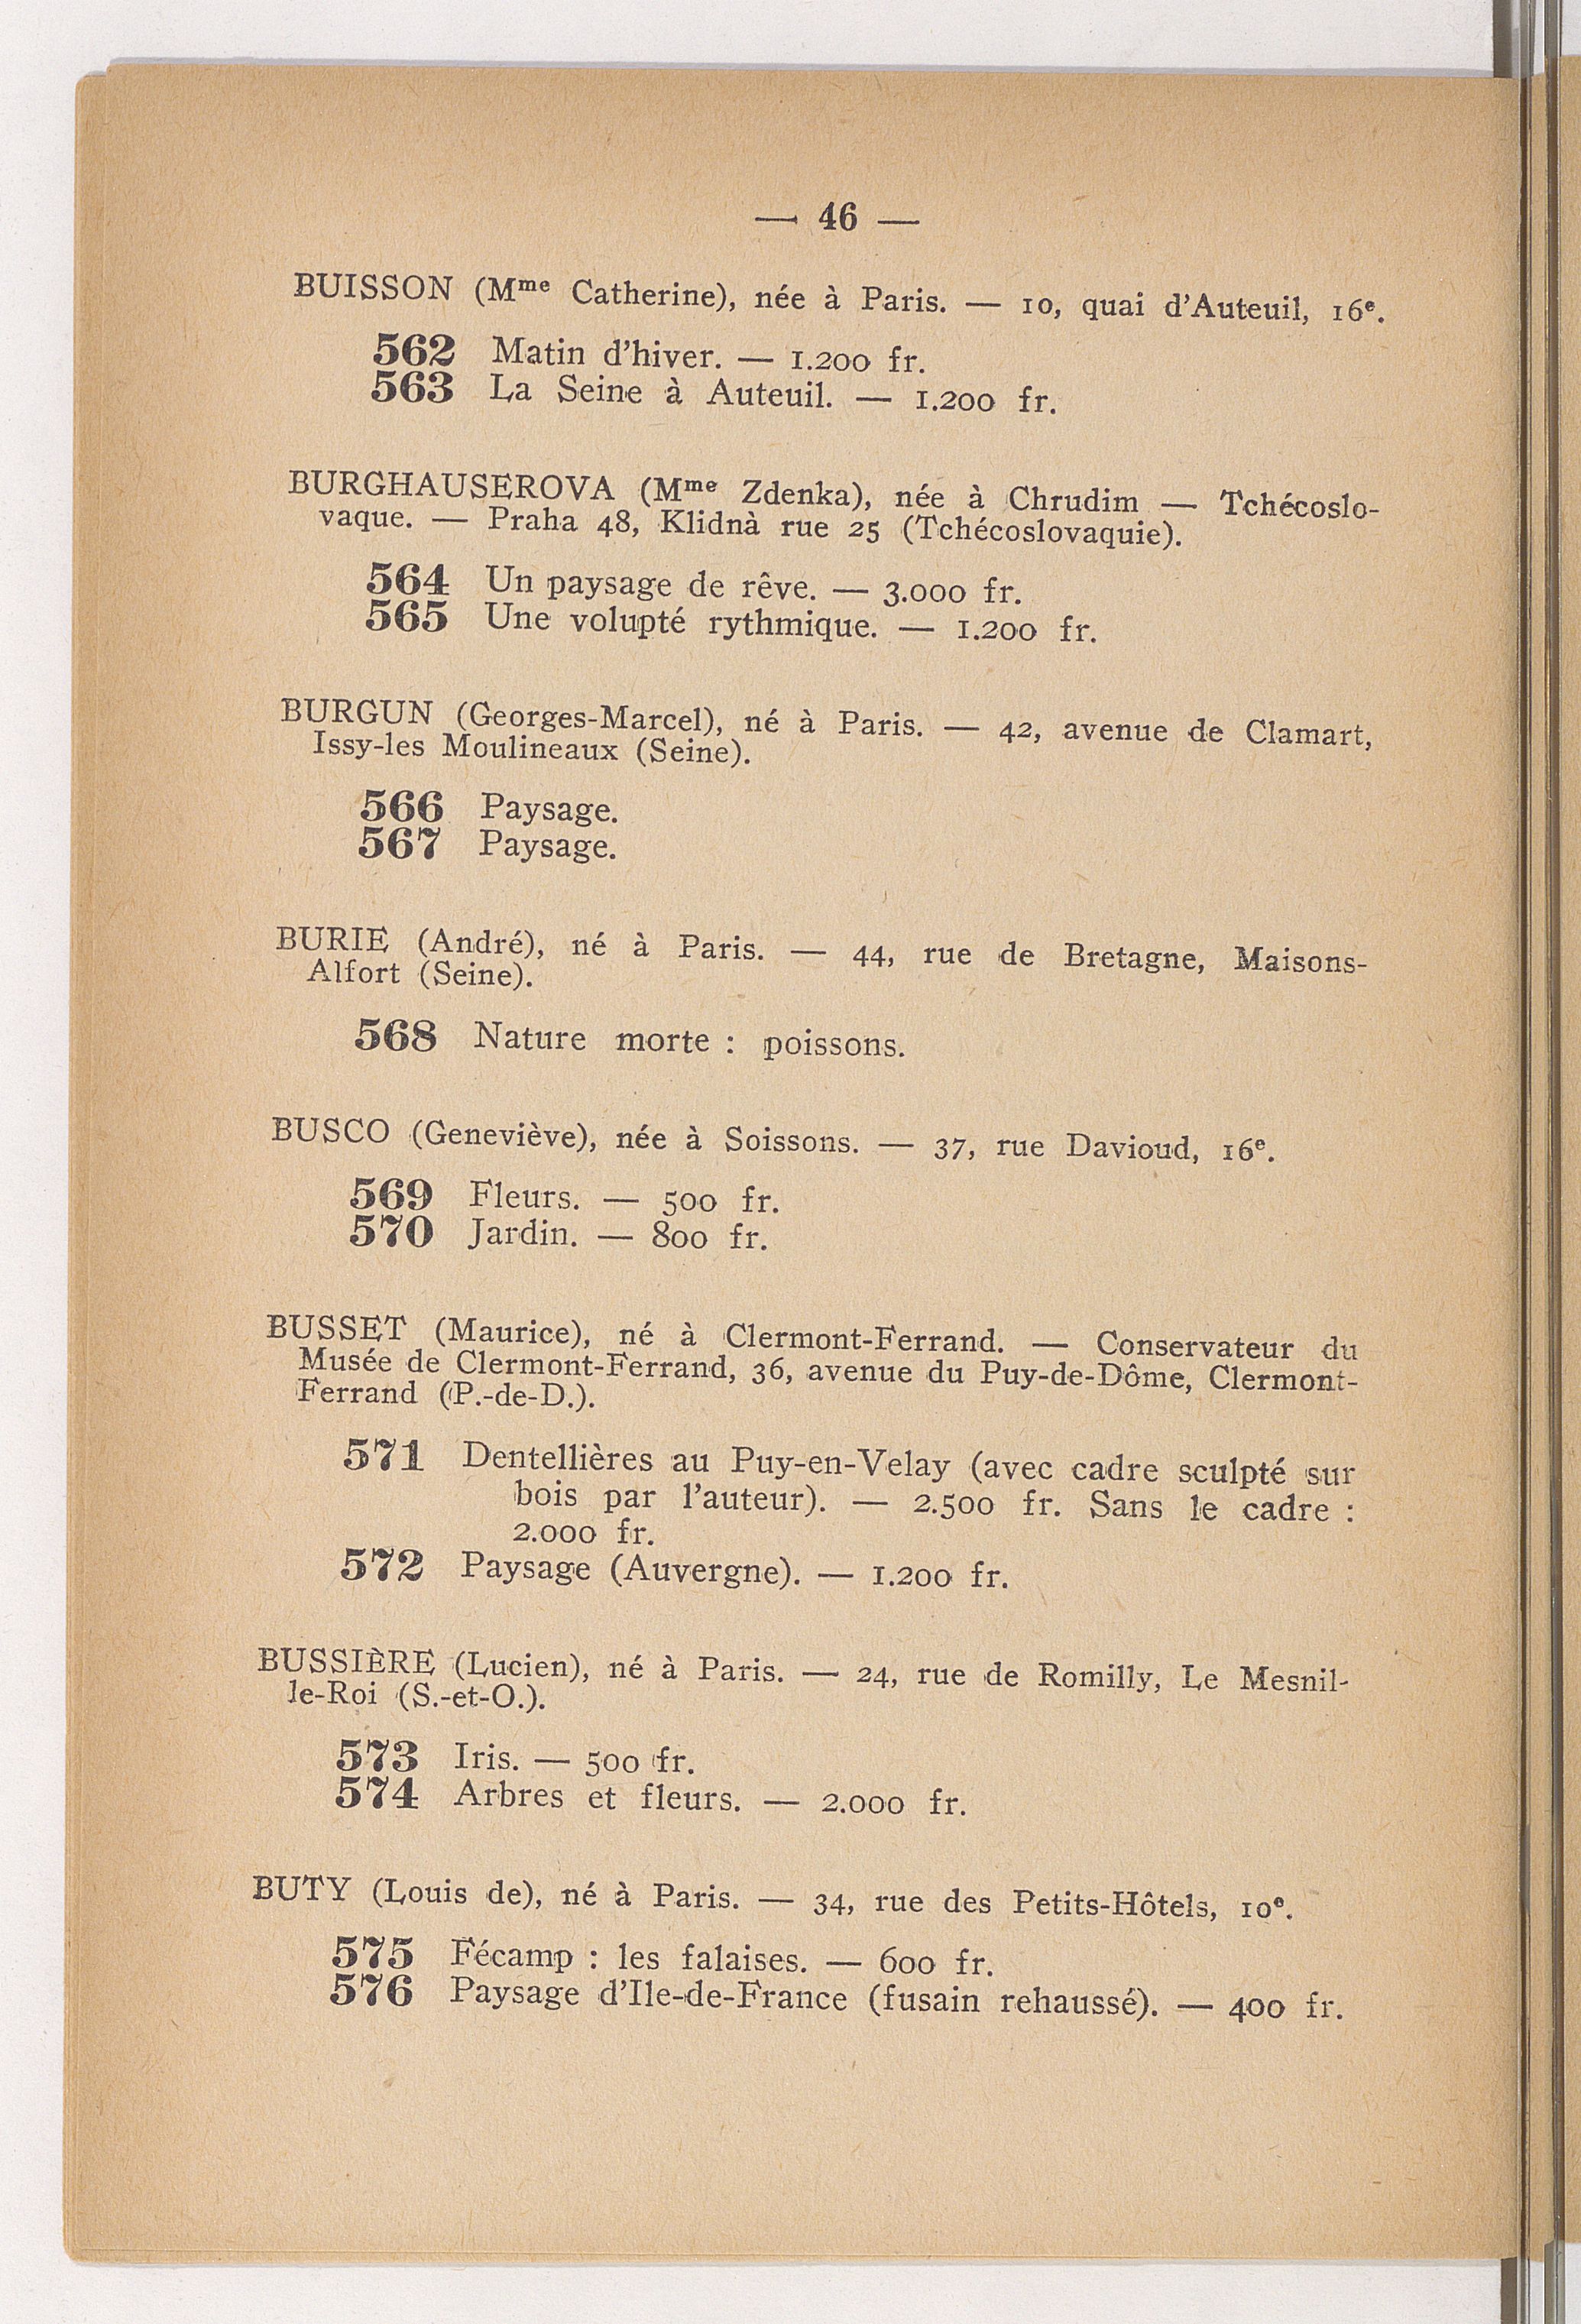 — 46 —
BUISSON (Mme Catherine), née à Paris. — 10, quai d'Auteuil, 16e.
562 Matin d'hiver. — 1.200 fr.
563 La Seine à Auteuil. — 1.200 fr.
BURGHAUSEROVA (Mme Zdenka), née à Chrudim — Tchécoslo-
vaque. — Praha 48, Klidnà rue 25 (Tchécoslovaquie).
564 Un paysage de rêve. — 3.000 fr.
565 Une volupté rythmique. — 1.200 fr.
BURGUN (Georges-Marcel), né à Paris. — 42, avenue de Clamart,
Issy-les Moulineaux (Seine).
566 Paysage.
567 Paysage.
BURIE (André), né à Paris. — 44, rue de Bretagne, Maisons-
Alfort (Seine).
568 Nature morte : poissons.
BUSCO (Geneviève), née à Soissons. — 37, rue Davioud, 16e.
569 Fleurs. — 500 fr.
570 Jardin. — 800 fr.
BUSSET (Maurice), né à Clermont-Ferrand. — Conservateur du
Musée de Clermont-Ferrand, 36, avenue du Puy-de-Dôme, Clermont-
Ferrand (P.-de-D.).
571 Dentellières au Puy-en-Velay (avec cadre sculpté sur
bois par l'auteur). — 2.500 fr. Sans le cadre :
2.000 fr.
572 Paysage (Auvergne). — 1.200 fr.
BUSSIÈRE (Lucien), né à Paris. — 24, rue de Romilly, Le Mesnil-
le-Roi (S.-et-O.).
573 Iris. — 500 fr.
574 Arbres et fleurs. — 2.000 fr.
BUTY (Louis de), né à Paris. — 34, rue des Petits-Hôtels, 10e.
575 Fécamp : les falaises. — 600 fr.
576 Paysage d'Ile-de-France (fusain rehaussé). — 400 fr.